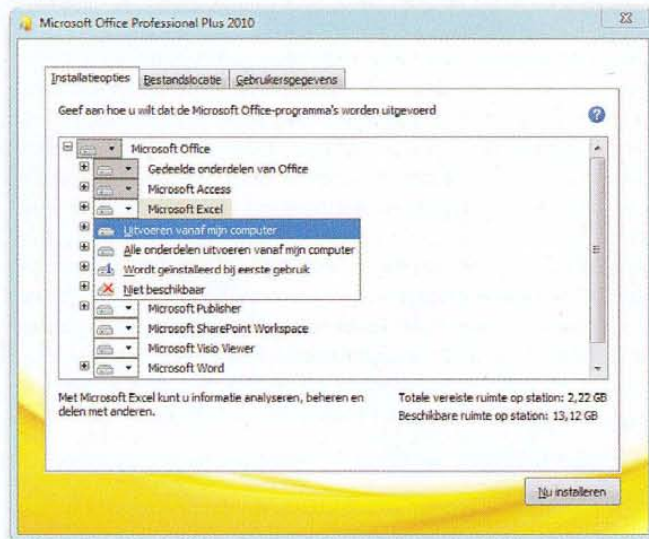 Microsoft Office Professional Plus 2010
Installatieopties Bestandslocatie Gebruikersgegevens
Geef aan hoe u wilt dat de Microsoft Office-programma's worden uitgevoerd
Microsoft Office
Gedeelde onderdelen van Office
Microsoft Access
Microsoft Excel
Uitvoeren vanaf mijn computer
Alle onderdelen uitvoeren vanaf mijn computer
Wordt geïnstalleerd bij eerste gebruik
Niet beschikbaar
Microsoft Publisher
Microsoft SharePoint Workspace
Microsoft Visio Viewer
Microsoft Word
Met Microsoft Excel kunt u informatie analyseren, beheren en
delen met anderen.
Totale vereiste ruimte op station: 2,22 GB
Beschikbare ruimte op station: 13,12 GB
Nu installeren